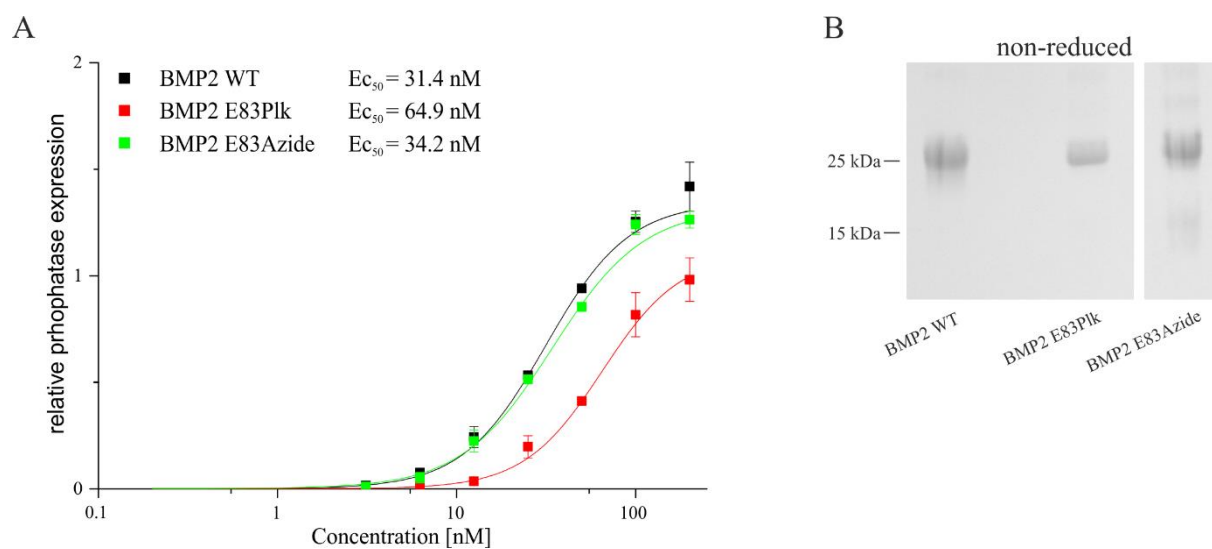 A
relative prhophatase expression
2
1
0
BMP2 WT Ec50 = 31.4 nM
BMP2 E83Plk Ec50 = 64.9 nM
BMP2 E83Azide Ec50 = 34.2 nM
0.1 1 10 100
Concentration [nM]
B
non-reduced
25 kDa
15 kDa
BMP2 WT
BMP2 E83Plk
BMP2 E83Azide